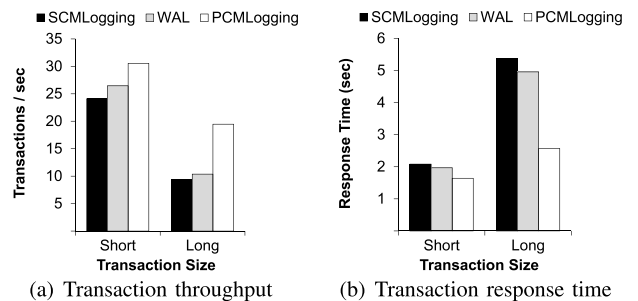 SCMLogging WAL PCMLogging
35
30
25
20
15
10
5
Transactions / sec
Short Long
Transaction Size
(a) Transaction throughput
SCMLogging WAL PCMLogging
6
5
4
3
2
1
Response Time (sec)
Short Long
Transaction Size
(b) Transaction response time